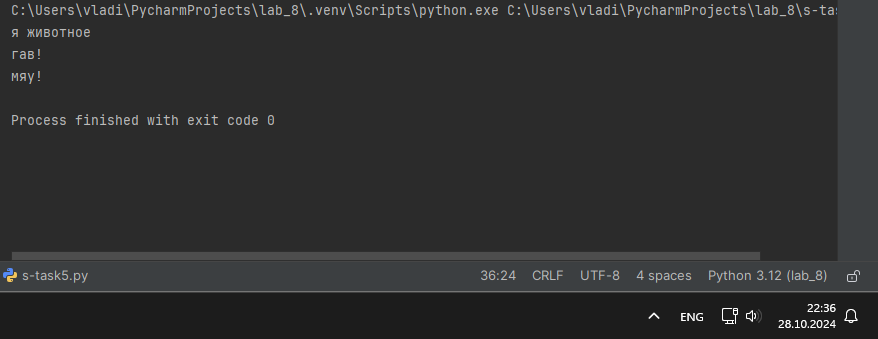 C:\Users\vladi\PycharmProjects\lab_8\.venv\Scripts\python.exe C:\Users\vladi\PycharmProjects\lab_8\s-tas
я животное
гав!
мяу!
Process finished with exit code 0
s-task5.py 36:24 CRLF UTF-8 4 spaces Python 3.12 (lab_8)
ENG 22:36
28.10.2024